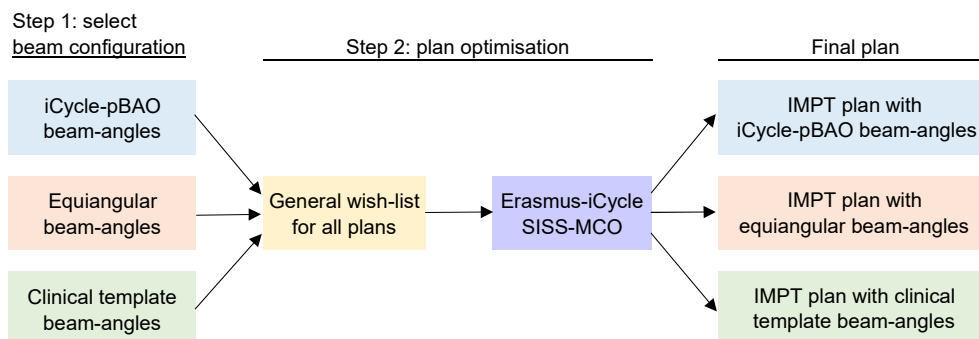 Step 1: select
beam configuration
Step 2: plan optimisation
Final plan
iCycle-pBAO
beam-angles
Equiangular
beam-angles
Clinical template
beam-angles
General wish-list
for all plans
Erasmus-iCycle
SISS-MCO
IMPT plan with
iCycle-pBAO beam-angles
IMPT plan with
equiangular beam-angles
IMPT plan with clinical
template beam-angles